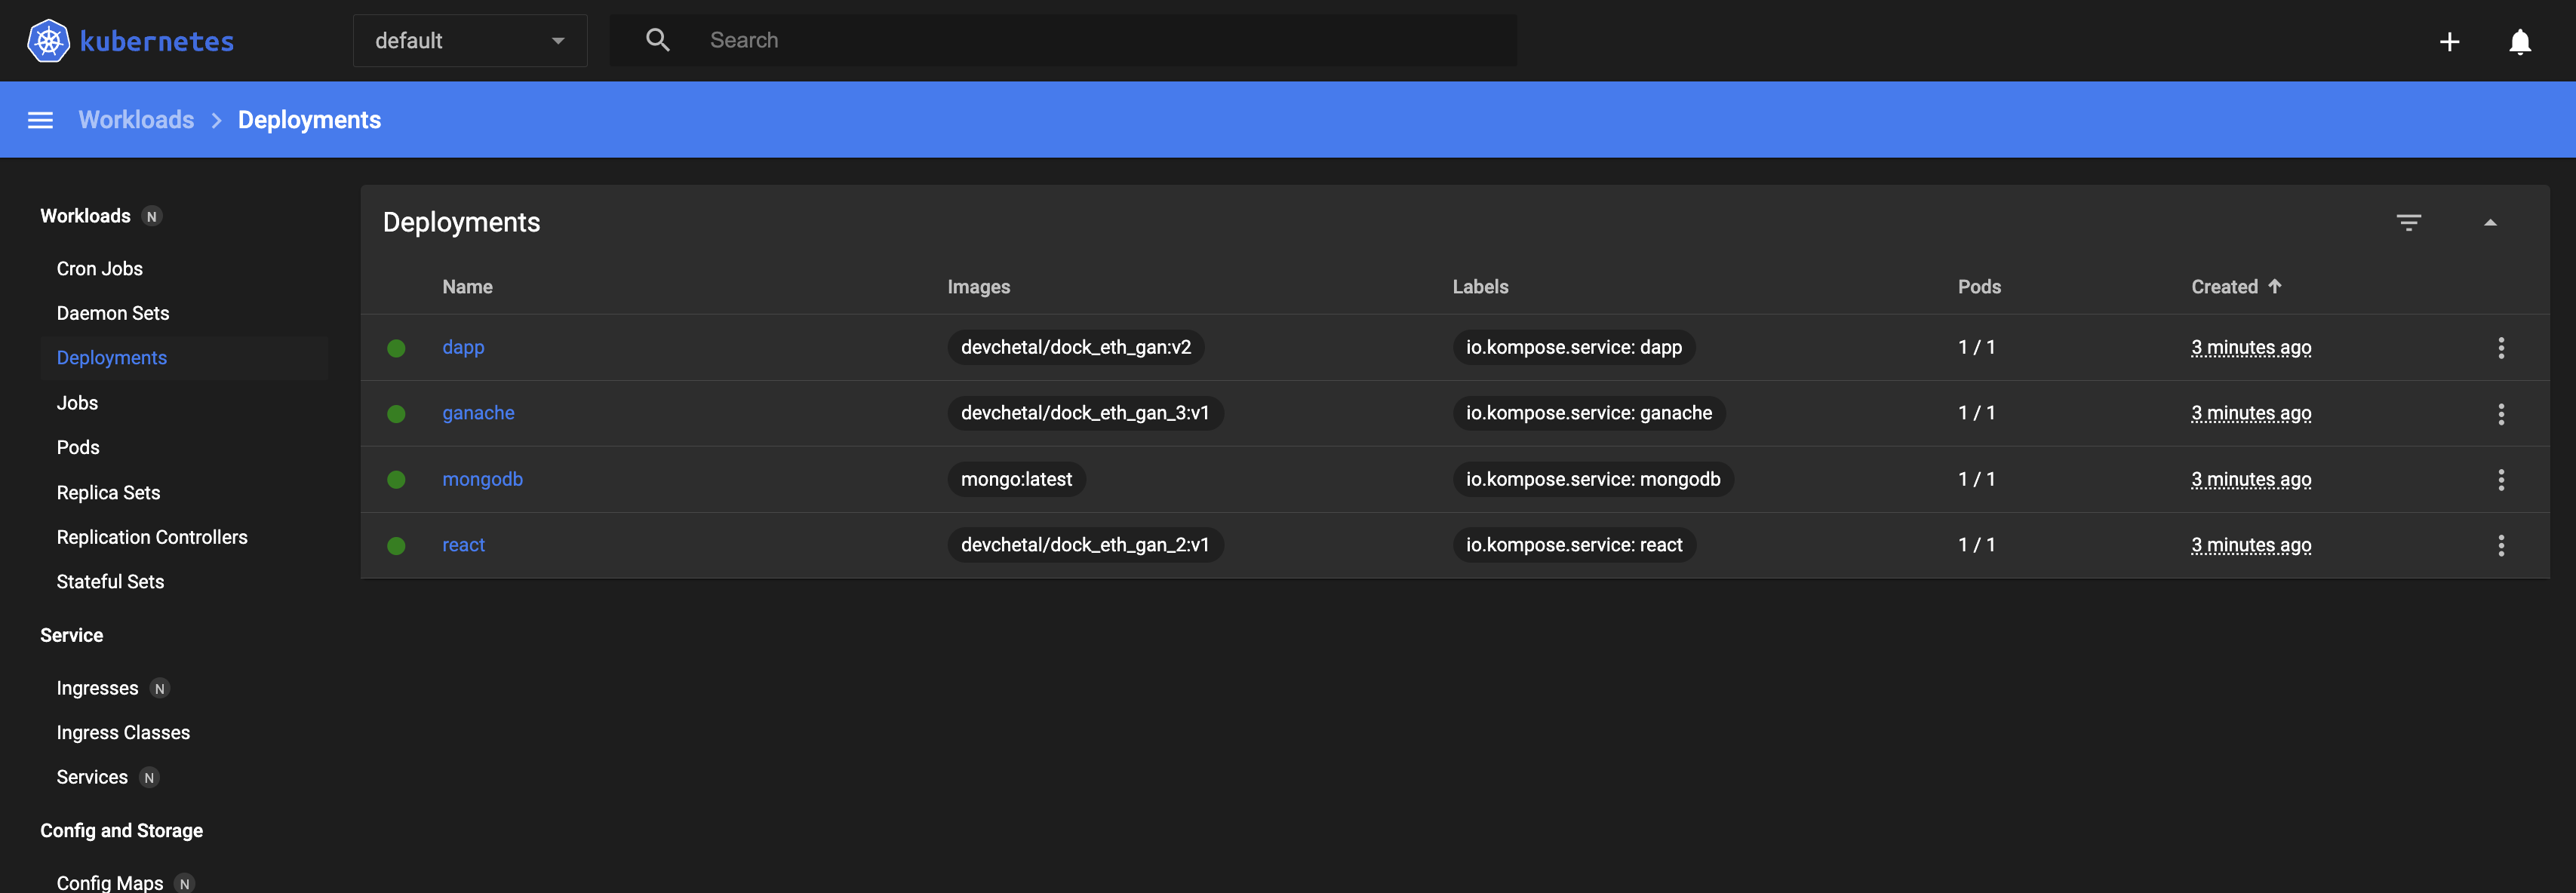 kubernetes
default
Search
Workloads
Deployments
Workloads N
Cron Jobs
Daemon Sets
Deployments
Jobs
Pods
Replica Sets
Replication Controllers
Stateful Sets
Service
Ingresses N
Ingress Classes
Services N
Config and Storage
Config Maps N
Deployments
Name Images Labels Pods Created
dapp devchetal/dock_eth_gan:v2 io.kompose.service: dapp 1 / 1 3 minutes ago
ganache devchetal/dock_eth_gan_3:v1 io.kompose.service: ganache 1 / 1 3 minutes ago
mongodb mongo:latest io.kompose.service: mongodb 1 / 1 3 minutes ago
react devchetal/dock_eth_gan_2:v1 io.kompose.service: react 1 / 1 3 minutes ago